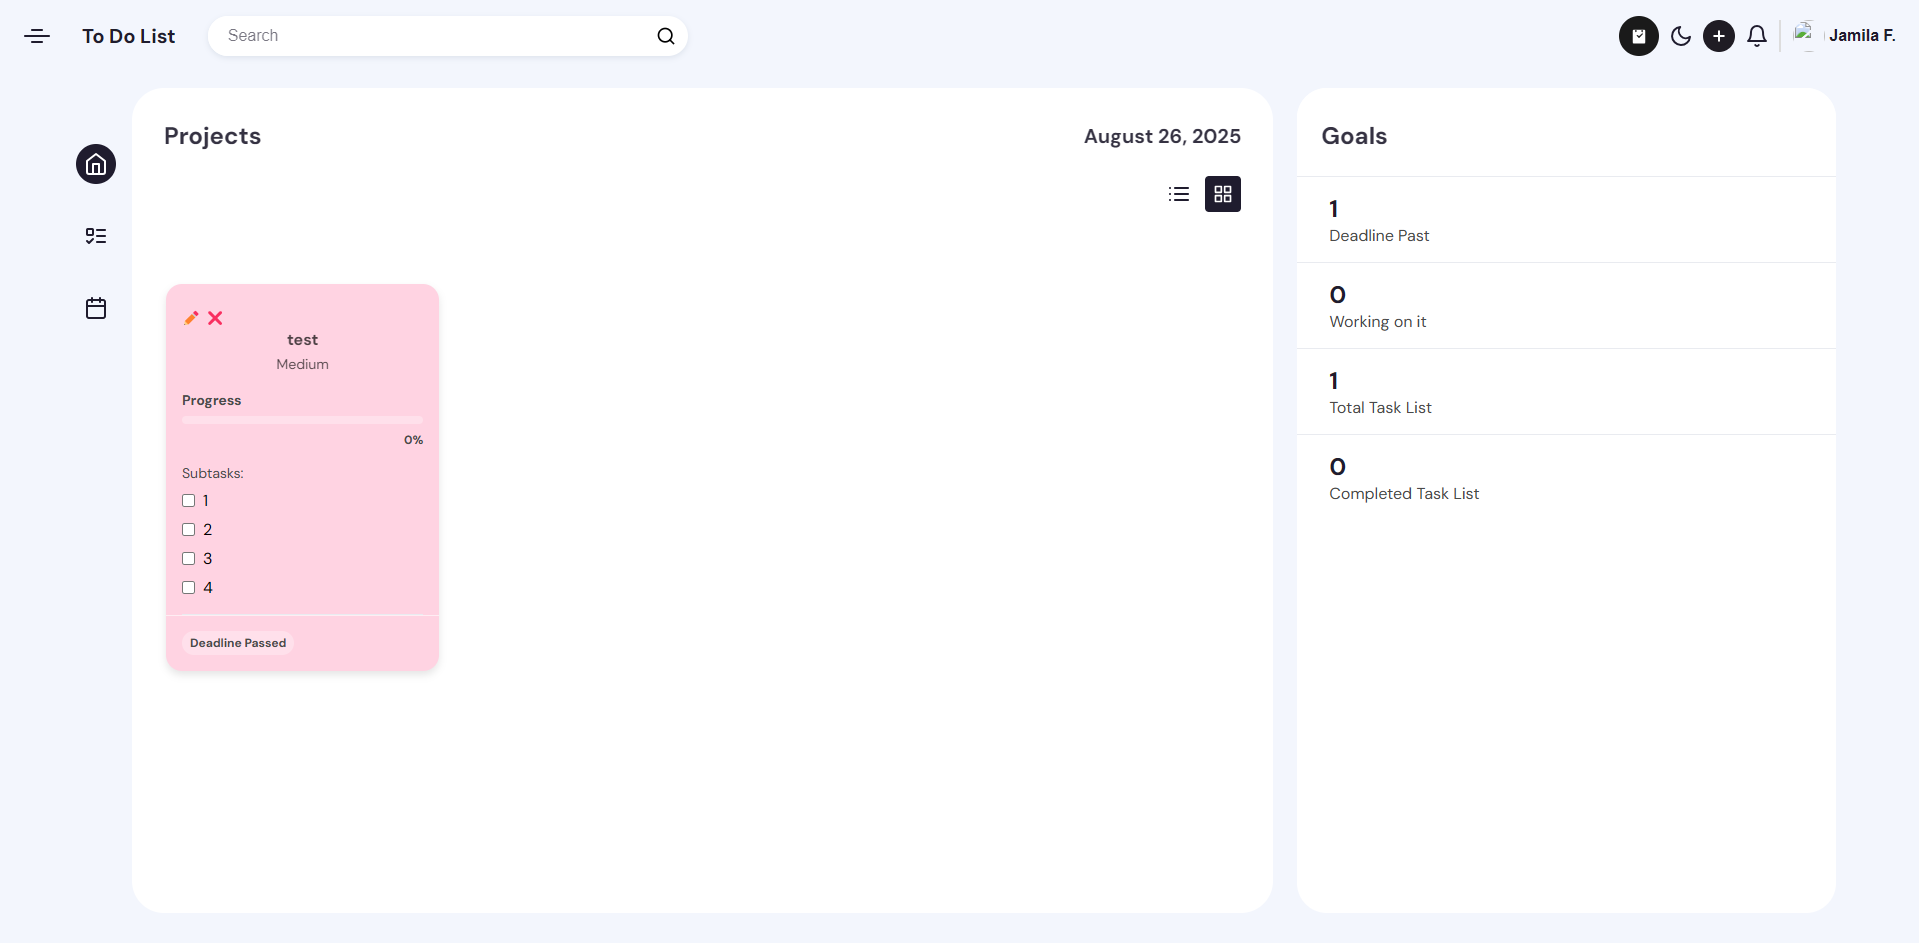 To Do List
Search
Jamila F.
Projects
August 26, 2025
test
Medium
Progress
0%
Subtasks:
1
2
3
4
Deadline Passed
Goals
1
Deadline Past
0
Working on it
1
Total Task List
0
Completed Task List